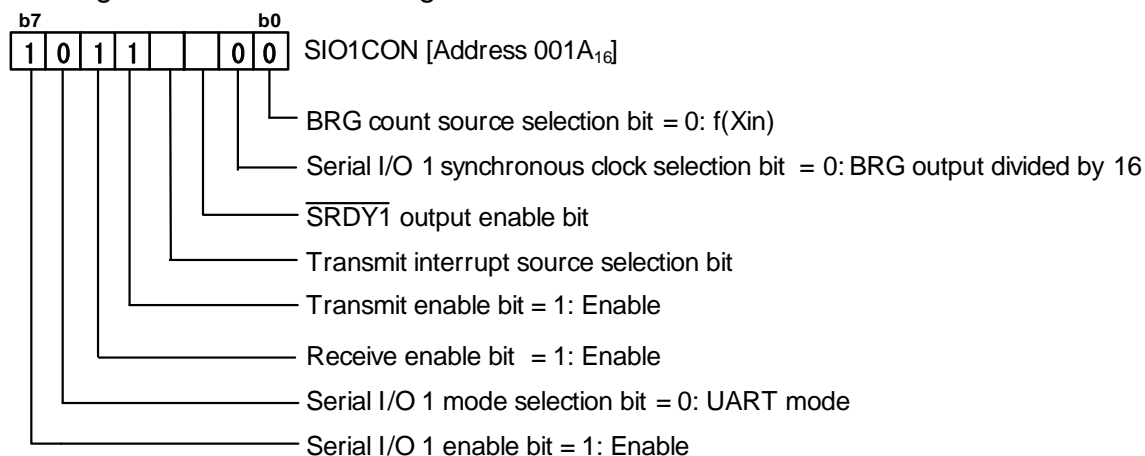 b7 b0
1 0 1 1 0 0 SIO1CON [Address 001A₁₆]
BRG count source selection bit = 0: f(Xin)
Serial I/O 1 synchronous clock selection bit = 0: BRG output divided by 16
S̅R̅D̅Y̅1̅ output enable bit
Transmit interrupt source selection bit
Transmit enable bit = 1: Enable
Receive enable bit = 1: Enable
Serial I/O 1 mode selection bit = 0: UART mode
Serial I/O 1 enable bit = 1: Enable